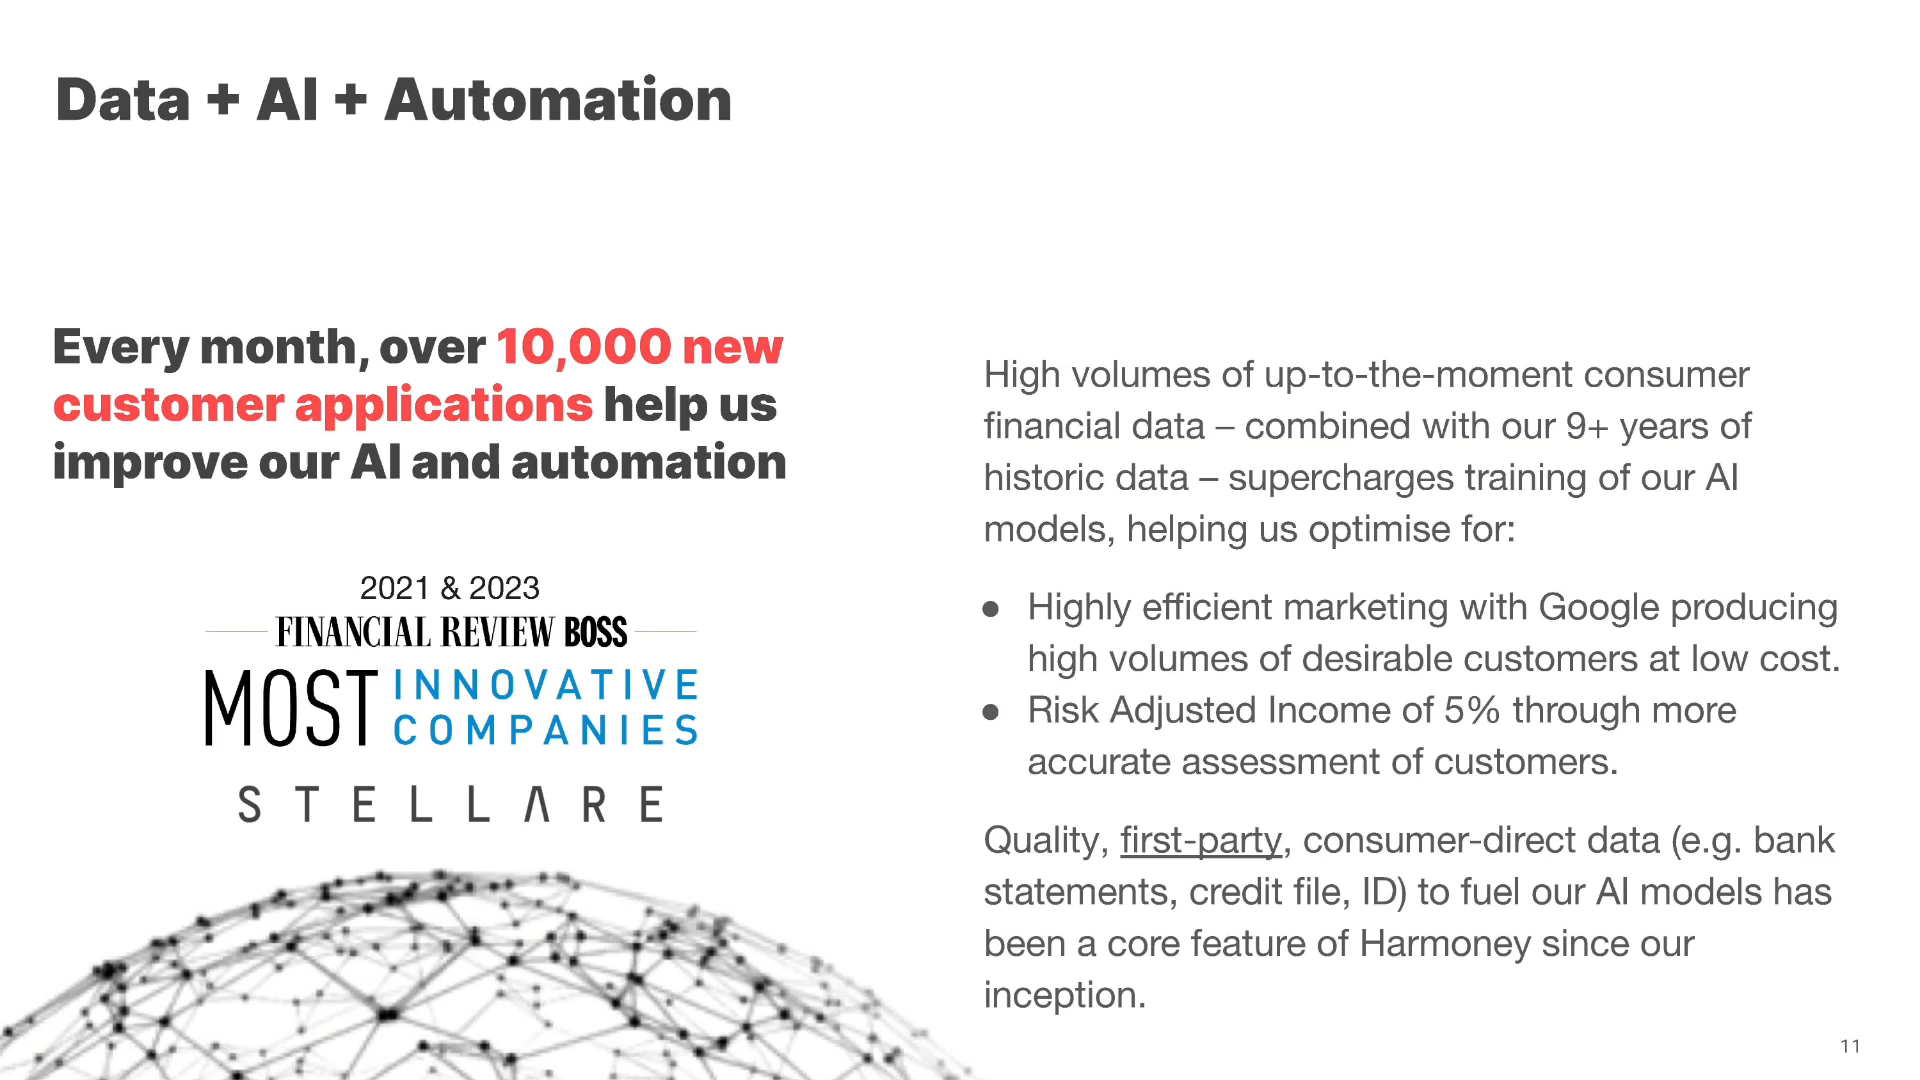 Data + AI + Automation
Every month, over 10,000 new
customer applications help us
improve our AI and automation
2021 & 2023
FINANCIAL REVIEW BOSS
MOST INNOVATIVE
COMPANIES
STELLARE
High volumes of up-to-the-moment consumer
financial data – combined with our 9+ years of
historic data – supercharges training of our AI
models, helping us optimise for:
● Highly efficient marketing with Google producing
high volumes of desirable customers at low cost.
● Risk Adjusted Income of 5% through more
accurate assessment of customers.
Quality, first-party, consumer-direct data (e.g. bank
statements, credit file, ID) to fuel our AI models has
been a core feature of Harmoney since our
inception.
11